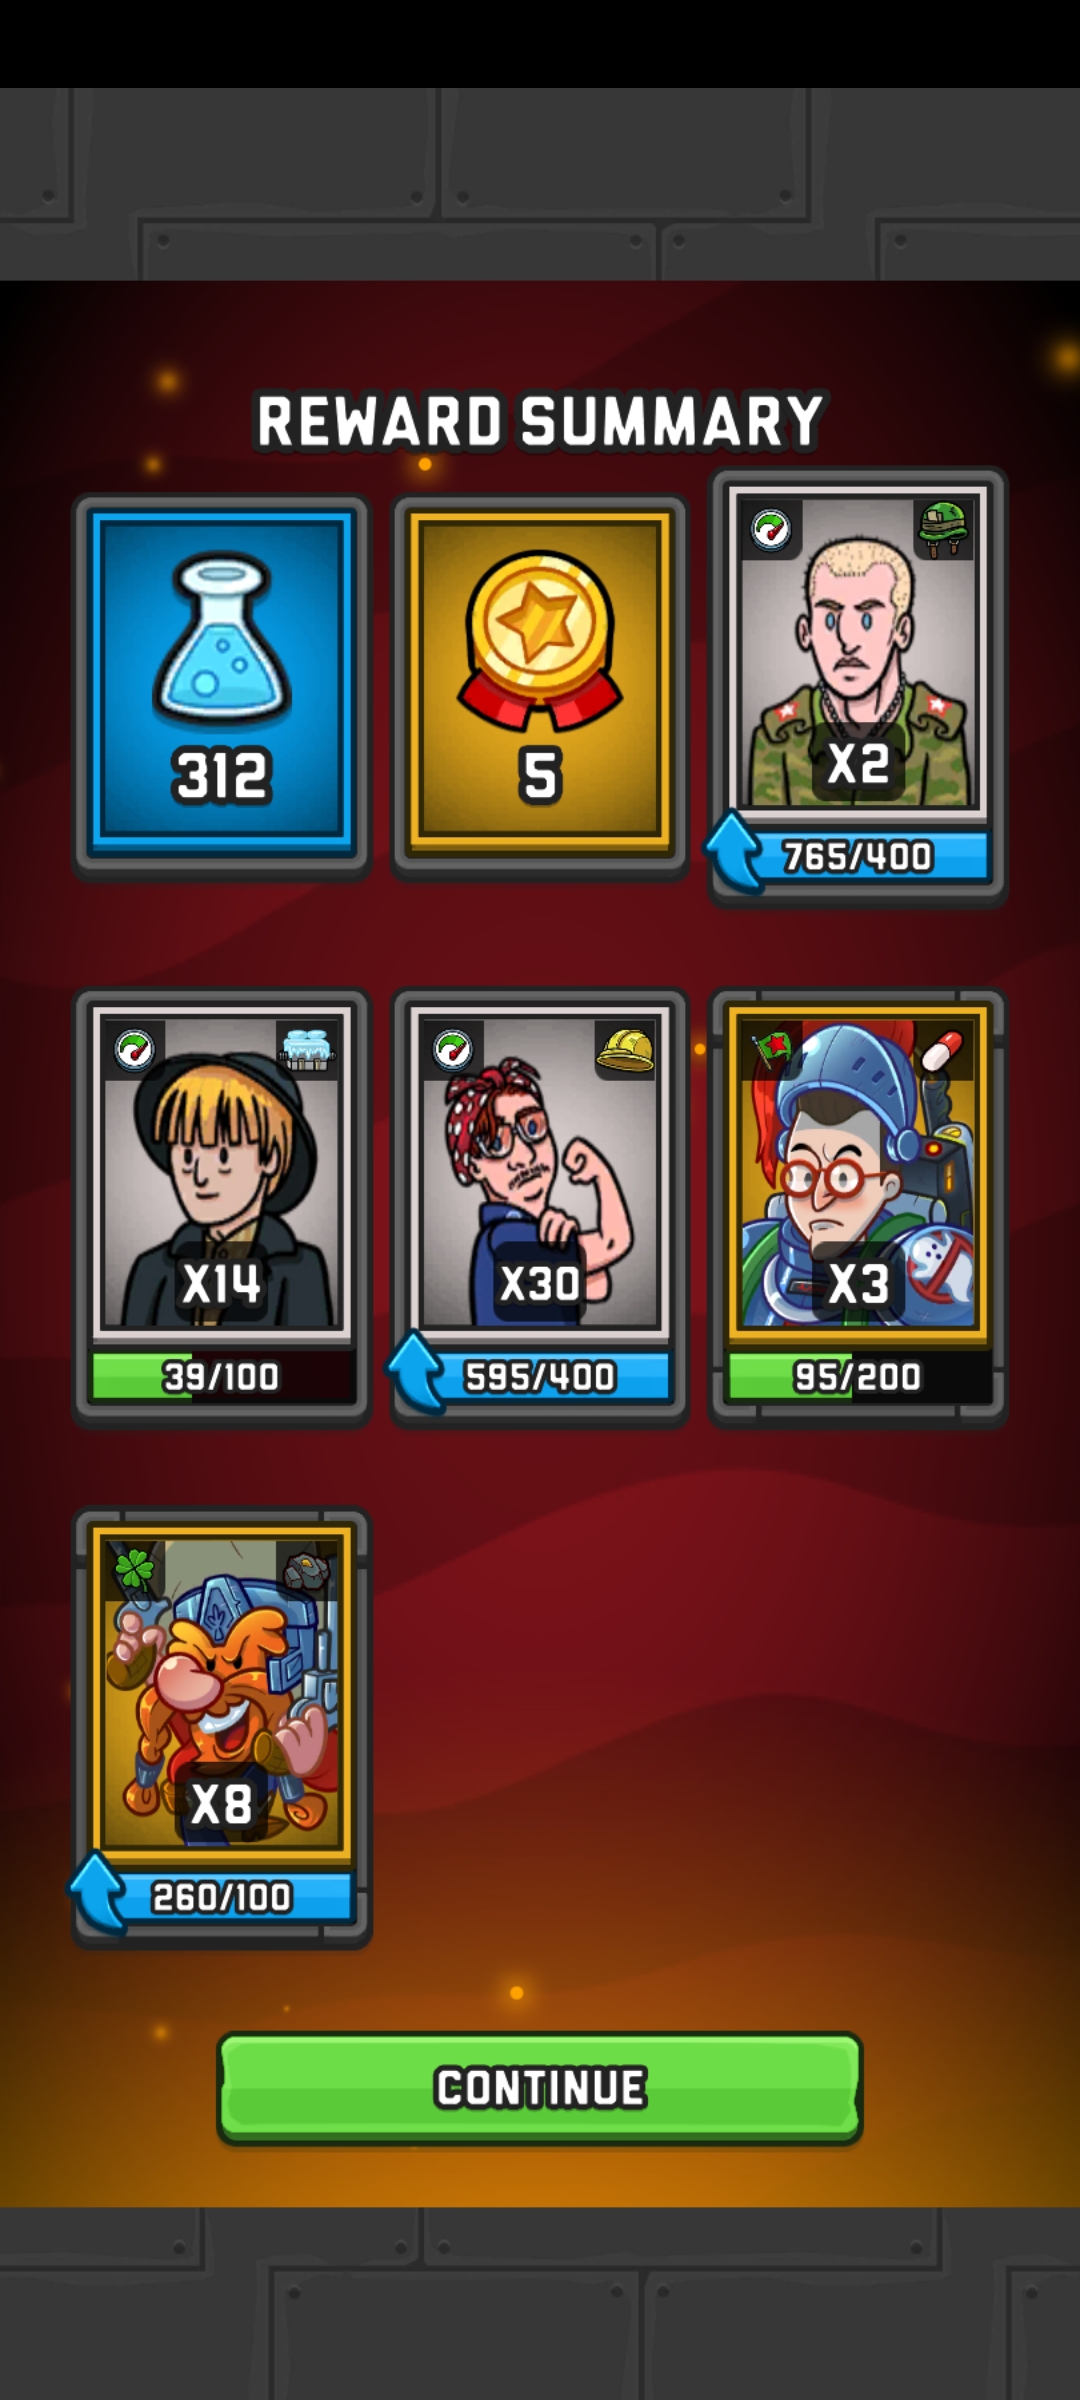 REWARD SUMMARY
312
5
X2
765/400
X14
39/100
X30
595/400
X3
95/200
X8
260/100
CONTINUE